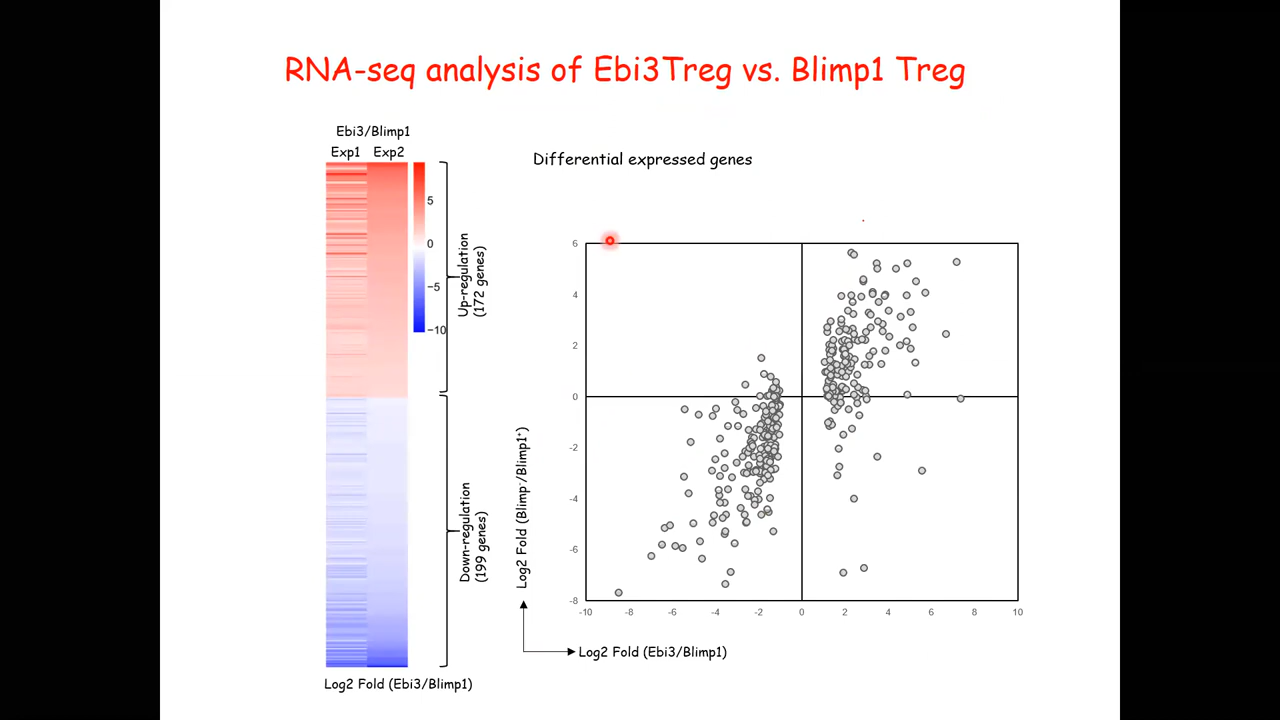 RNA-seq analysis of Ebi3Treg vs. Blimp1 Treg
Ebi3/Blimp1
Exp1 Exp2
5
0
−5
−10
Up-regulation
(172 genes)
Down-regulation
(199 genes)
Log2 Fold (Ebi3/Blimp1)
Differential expressed genes
6
4
2
0
-2
-4
-6
-8
-10 -8 -6 -4 -2 0 2 4 6 8 10
Log2 Fold (Blimp⁻/Blimp1⁺)
Log2 Fold (Ebi3/Blimp1)